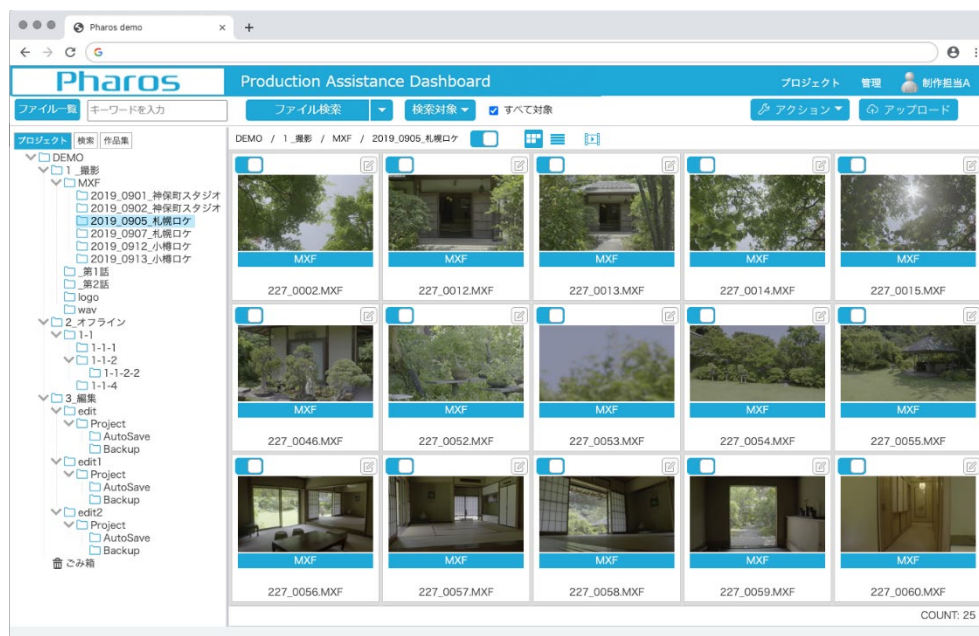 Pharos demo
Pharos
Production Assistance Dashboard
プロジェクト 管理 制作担当A
ファイル一覧 キーワードを入力 ファイル検索 検索対象 すべて対象 アクション アップロード
プロジェクト 検索 作品集
DEMO / 1_撮影 / MXF / 2019_0905_札幌ロケ
DEMO
1_撮影
MXF
2019_0901_神保町スタジオ
2019_0902_神保町スタジオ
2019_0905_札幌ロケ
2019_0907_札幌ロケ
2019_0912_小樽ロケ
2019_0913_小樽ロケ
_第1話
_第2話
logo
wav
2_オフライン
1-1
1-1-1
1-1-2
1-1-2-2
1-1-4
3_編集
edit
Project
AutoSave
Backup
edit1
Project
AutoSave
Backup
edit2
Project
AutoSave
Backup
ごみ箱
MXF MXF MXF MXF MXF
227_0002.MXF 227_0012.MXF 227_0013.MXF 227_0014.MXF 227_0015.MXF
MXF MXF MXF MXF MXF
227_0046.MXF 227_0052.MXF 227_0053.MXF 227_0054.MXF 227_0055.MXF
MXF MXF MXF MXF MXF
227_0056.MXF 227_0057.MXF 227_0058.MXF 227_0059.MXF 227_0060.MXF
COUNT: 25